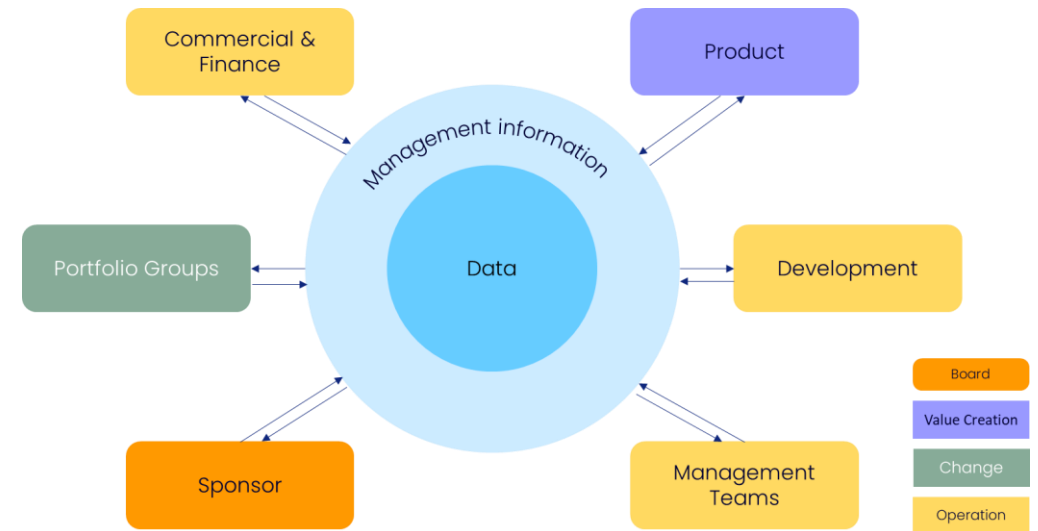 Commercial &
Finance
Product
Management information
Portfolio Groups
Data
Development
Sponsor
Management
Teams
Board
Value Creation
Change
Operation